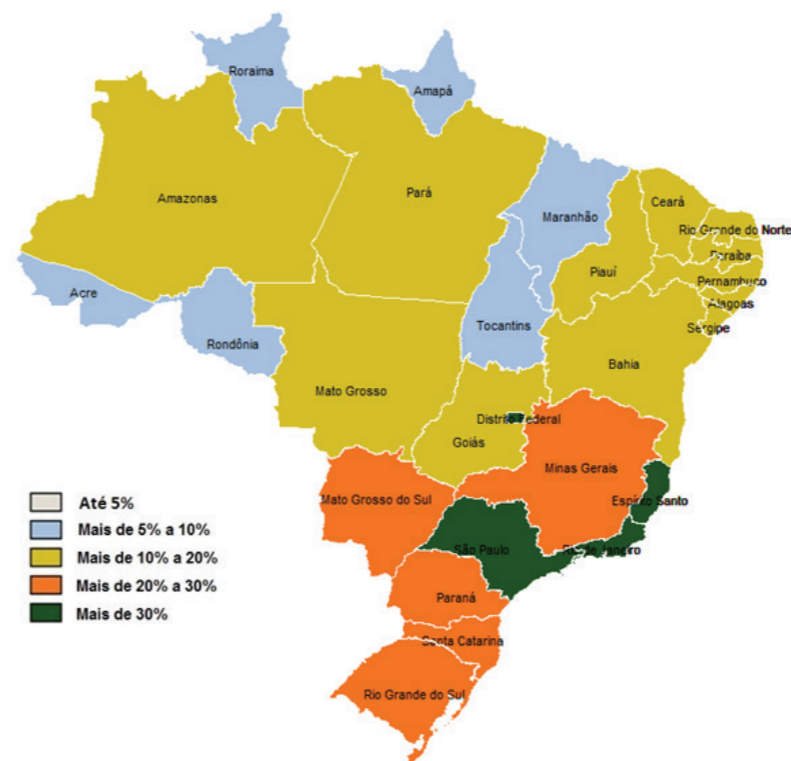 Roraima
Amapá
Amazonas
Pará
Maranhão
Ceará
Rio Grande do Norte
Paraíba
Piauí
Pernambuco
Acre
Alagoas
Tocantins
Sergipe
Rondônia
Bahia
Mato Grosso
Distrito Federal
Goiás
Minas Gerais
Mato Grosso do Sul
Espírito Santo
São Paulo
Rio de Janeiro
Paraná
Santa Catarina
Rio Grande do Sul
Até 5%
Mais de 5% a 10%
Mais de 10% a 20%
Mais de 20% a 30%
Mais de 30%